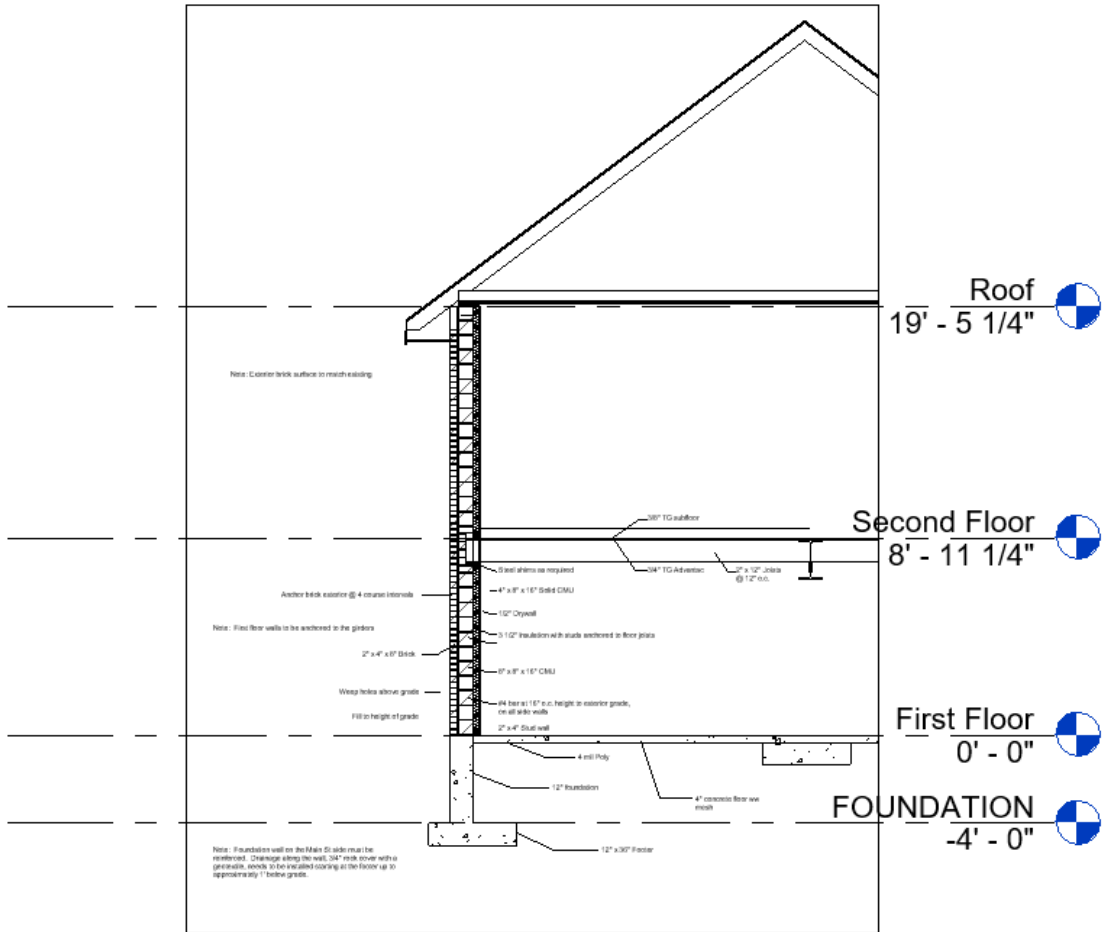 Roof
19' - 5 1/4"
Note: Exterior brick surface to match existing
3/8" TG subfloor
Second Floor
8' - 11 1/4"
Steel shims as required
3/4" TG Advantec
2" x 12" Joists
@ 12" o.c.
Anchor brick exterior @ 4 course intervals
4" x 8" x 16" Solid CMU
1/2" Drywall
Note: First floor walls to be anchored to the girders
3 1/2" Insulation with studs anchored to floor joists
2" x 4" x 8" Brick
8" x 8" x 16" CMU
Weep holes above grade
#4 bar at 16" o.c. height to exterior grade,
on all side walls
Fill to height of grade
2" x 4" Stud wall
First Floor
0' - 0"
4 mil Poly
12" foundation
4" concrete floor ww
mesh
FOUNDATION
-4' - 0"
12" x 36" Footer
Note: Foundation wall on the Main St side must be
reinforced. Drainage along the wall, 3/4" rock cover with a
geotextile, needs to be installed starting at the footer up to
approximately 1' below grade.